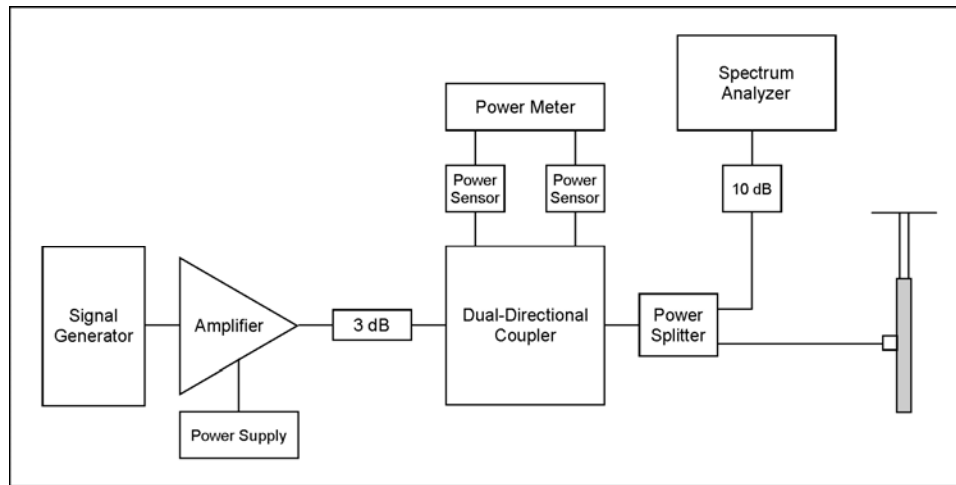 Signal
Generator
Amplifier
Power Supply
3 dB
Power Meter
Power
Sensor
Power
Sensor
Dual-Directional
Coupler
Power
Splitter
Spectrum
Analyzer
10 dB